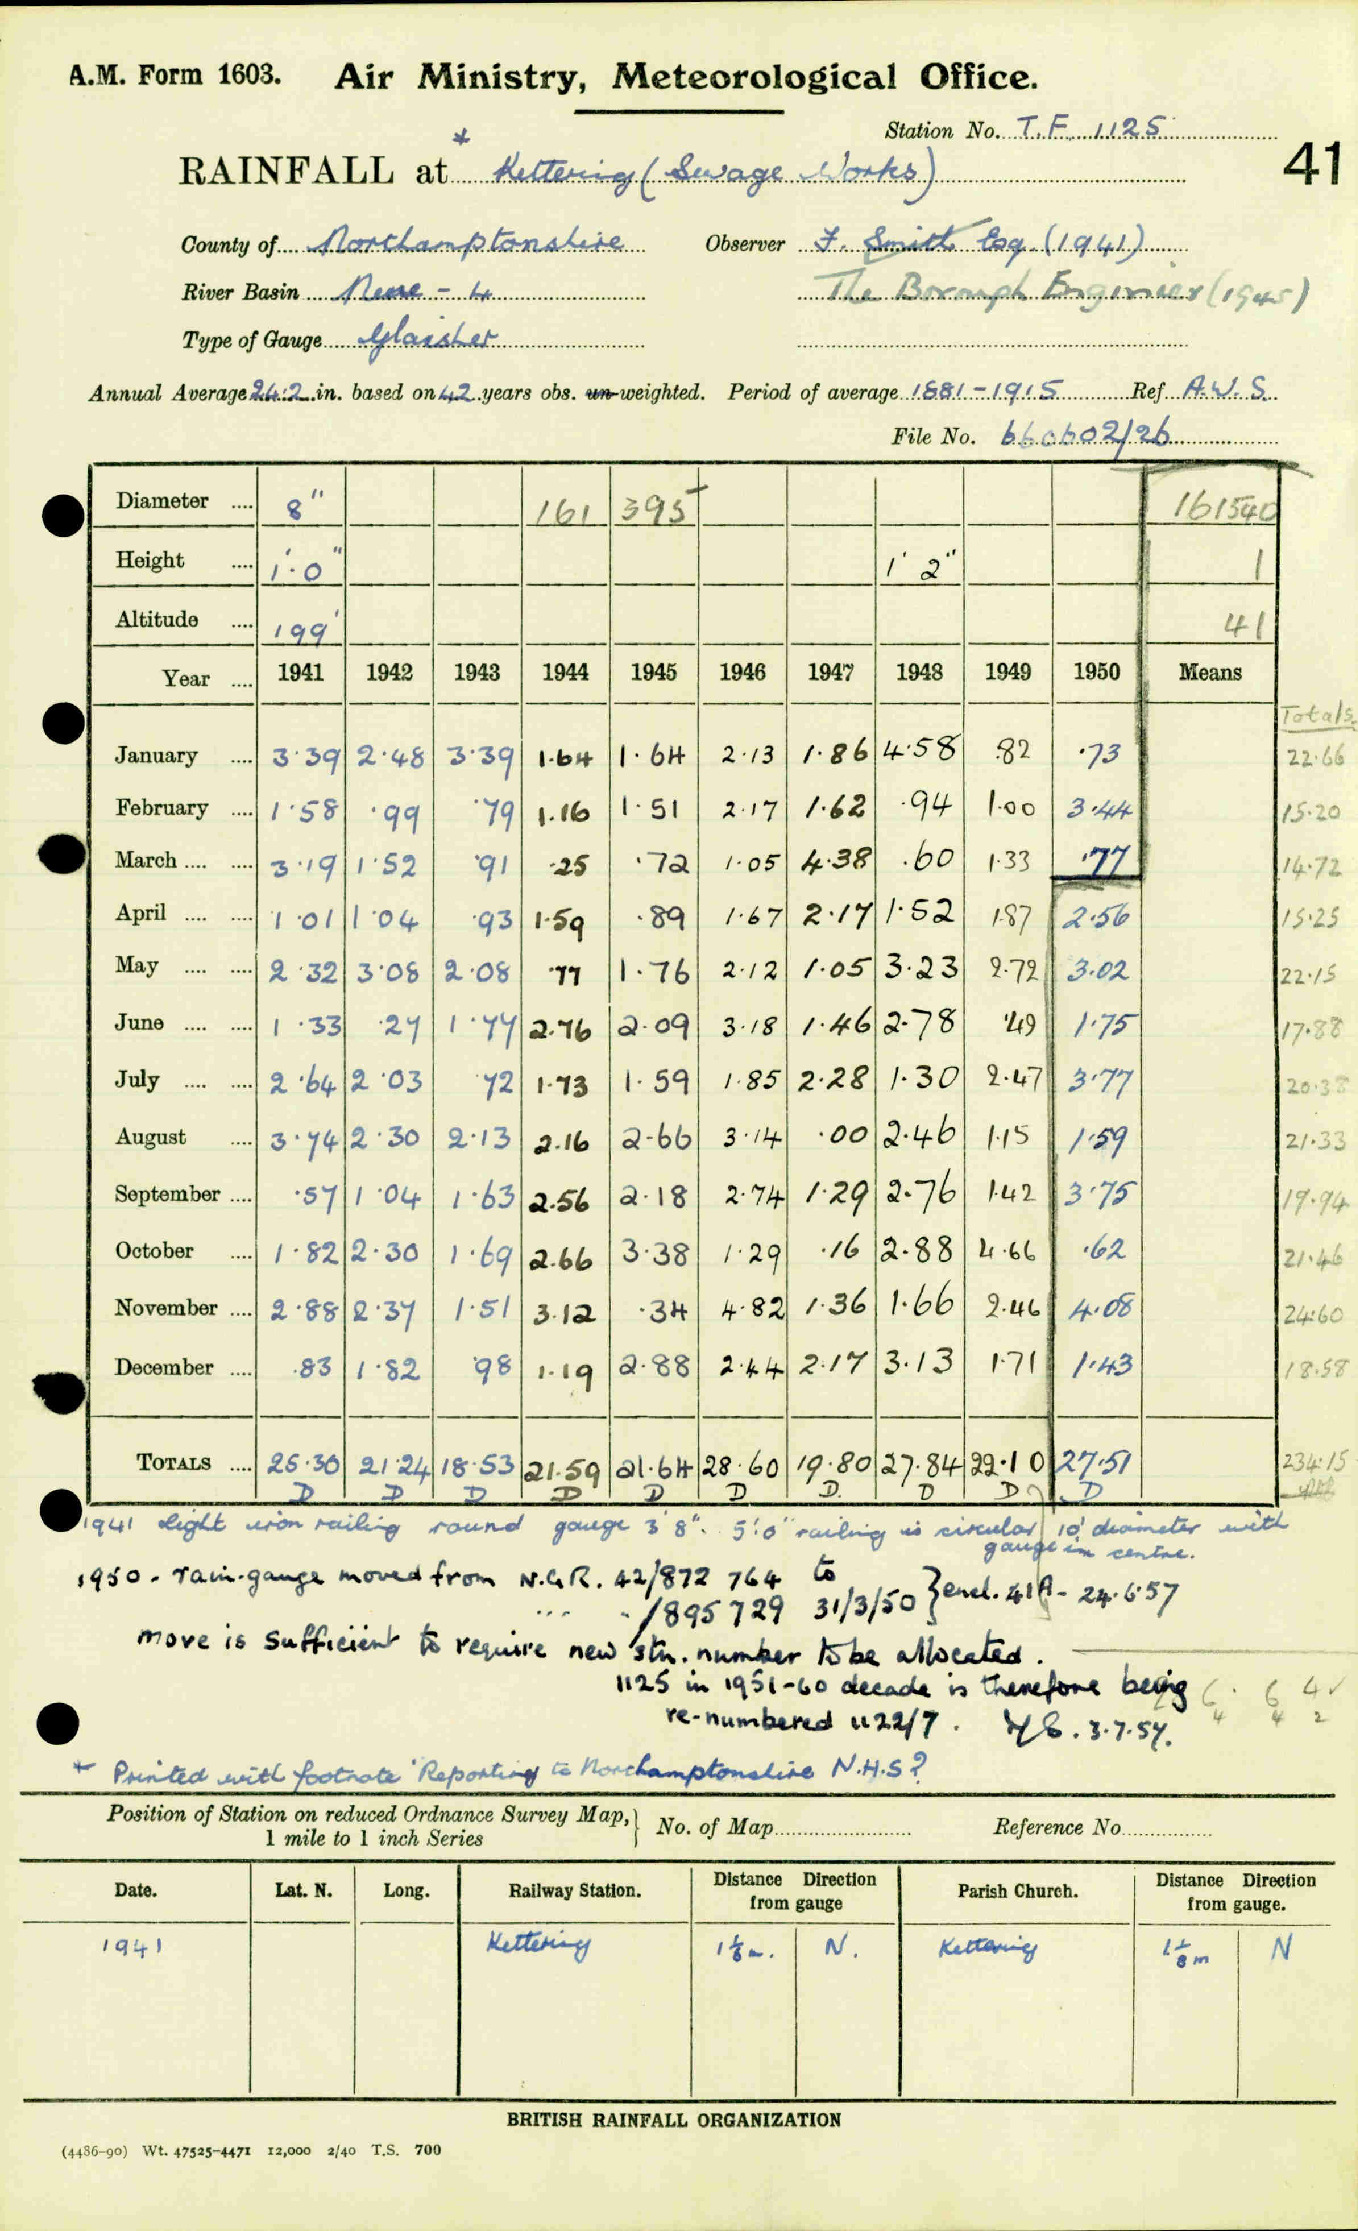 A.M. Form 1603. Air Ministry, Meteorological Office.
Station No. T.F. 1125
41
RAINFALL at * Kettering (Sewage Works)
County of Northamptonshire Observer F. Smith Esq (1941)
River Basin Nene - 4 The Borough Engineer (1945)
Type of Gauge Glaisher
Annual Average 24.2 in. based on 42 years obs. un-weighted. Period of average 1881-1915 Ref A.W.S.
File No. 660602/26
Diameter .... 8" 161 395 161540
Height .... 1'.0" 1' 2" 1
Altitude .... 199' 41
Year .... 1941 1942 1943 1944 1945 1946 1947 1948 1949 1950 Means
Totals
January .... 3.39 2.48 3.39 1.64 1.64 2.13 1.86 4.58 .82 .73 22.66
February .... 1.58 .99 .79 1.16 1.51 2.17 1.62 .94 1.00 3.44 15.20
March .... .... 3.19 1.52 .91 .25 .72 1.05 4.38 .60 1.33 .77 14.72
April .... .... 1.01 1.04 .93 1.59 .89 1.67 2.17 1.52 1.87 2.56 15.25
May .... .... 2.32 3.08 2.08 .77 1.76 2.12 1.05 3.23 2.72 3.02 22.15
June .... .... 1.33 .27 1.77 2.76 2.09 3.18 1.46 2.78 .49 1.75 17.88
July .... .... 2.64 2.03 .72 1.73 1.59 1.85 2.28 1.30 2.47 3.77 20.38
August .... 3.74 2.30 2.13 2.16 2.66 3.14 .00 2.46 1.15 1.59 21.33
September .... .57 1.04 1.63 2.56 2.18 2.74 1.29 2.76 1.42 3.75 19.94
October .... 1.82 2.30 1.69 2.66 3.38 1.29 .16 2.88 4.66 .62 21.46
November .... 2.88 2.37 1.51 3.12 .34 4.82 1.36 1.66 2.46 4.08 24.60
December .... .83 1.82 .98 1.19 2.88 2.44 2.17 3.13 1.71 1.43 18.58
TOTALS .... 25.30 21.24 18.53 21.59 21.64 28.60 19.80 27.84 22.10 27.51 234.15
D D D D D D D. D D D
1941 Light iron railing round gauge 3'8". 5'.0" railing is circular 10' diameter with
gauge in centre.
1950 - rain-gauge moved from N.G.R. 42/872 764 to
" " /895 729 31/3/50 } encl. 41A - 24.6.57
move is sufficient to require new stn. number to be allocated.
1125 in 1951-60 decade is therefore being
re-numbered 1122/7. 3.7.57.
* Printed with footnote 'Reporting to Northamptonshire N.H.S?
Position of Station on reduced Ordnance Survey Map, } No. of Map Reference No
1 mile to 1 inch Series
Date. Lat. N. Long. Railway Station. Distance Direction from gauge Parish Church. Distance Direction from gauge.
1941 Kettering 1⅛m. N. Kettering 1⅛m N
BRITISH RAINFALL ORGANIZATION
(4486-90) Wt. 47525-4471 12,000 2/40 T.S. 700